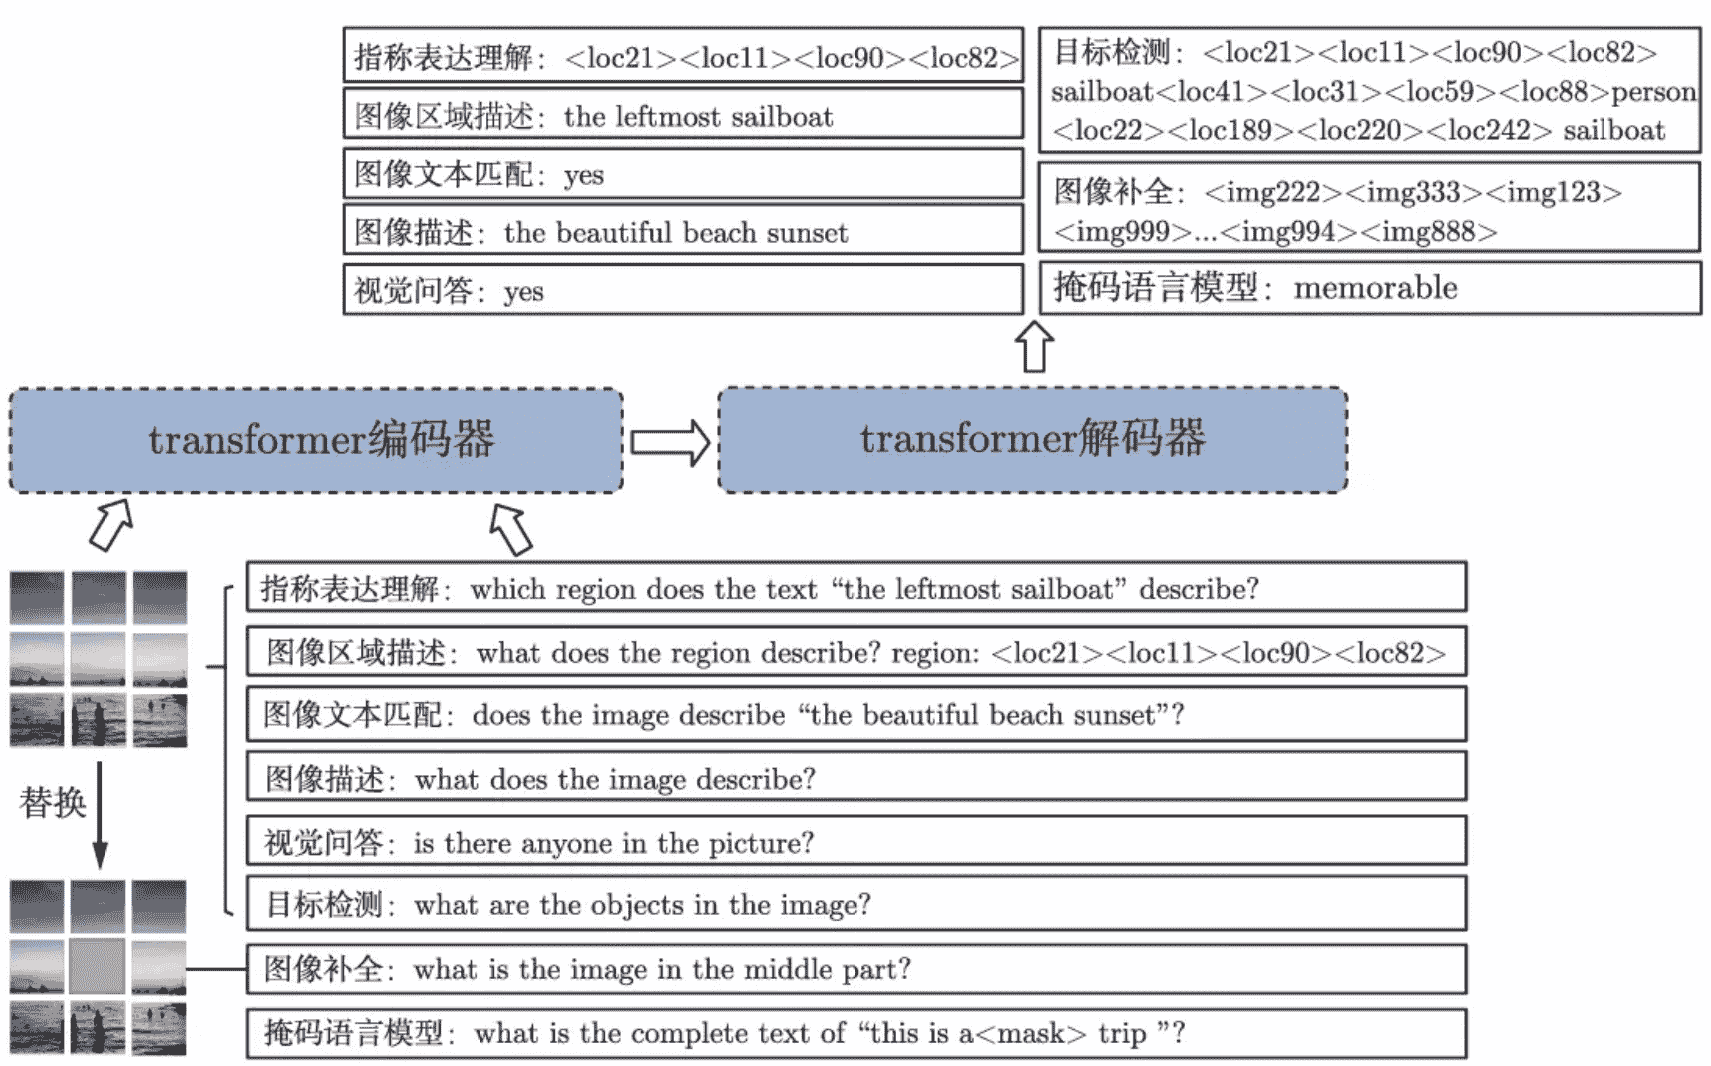 指称表达理解：<loc21><loc11><loc90><loc82>
图像区域描述：the leftmost sailboat
图像文本匹配：yes
图像描述：the beautiful beach sunset
视觉问答：yes
目标检测：<loc21><loc11><loc90><loc82>
sailboat<loc41><loc31><loc59><loc88>person
<loc22><loc189><loc220><loc242> sailboat
图像补全：<img222><img333><img123>
<img999>...<img994><img888>
掩码语言模型：memorable
transformer编码器
transformer解码器
指称表达理解：which region does the text “the leftmost sailboat” describe?
图像区域描述：what does the region describe? region: <loc21><loc11><loc90><loc82>
图像文本匹配：does the image describe “the beautiful beach sunset”?
图像描述：what does the image describe?
替换
视觉问答：is there anyone in the picture?
目标检测：what are the objects in the image?
图像补全：what is the image in the middle part?
掩码语言模型：what is the complete text of “this is a<mask> trip ”?